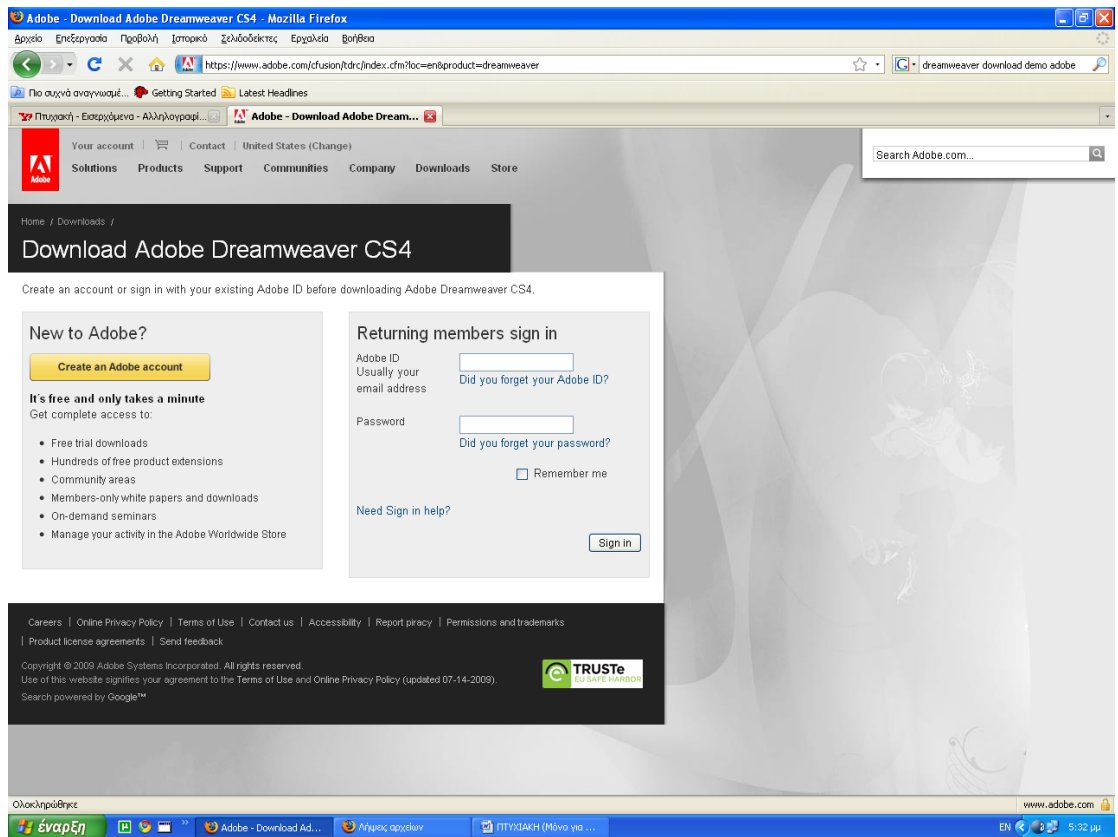 Adobe - Download Adobe Dreamweaver CS4 - Mozilla Firefox
Αρχείο Επεξεργασία Προβολή Ιστορικό Σελιδοδείκτες Εργαλεία Βοήθεια
https://www.adobe.com/cfusion/tdrc/index.cfm?loc=en&product=dreamweaver
dreamweaver download demo adobe
Πιο συχνά αναγνωσμέ... Getting Started Latest Headlines
Πτυχιακή - Εισερχόμενα - Αλληλογραφί... Adobe - Download Adobe Dream...
Your account | Contact | United States (Change)
Search Adobe.com...
Adobe
Solutions Products Support Communities Company Downloads Store
Home / Downloads /
Download Adobe Dreamweaver CS4
Create an account or sign in with your existing Adobe ID before downloading Adobe Dreamweaver CS4.
New to Adobe?
Create an Adobe account
It's free and only takes a minute
Get complete access to:
• Free trial downloads
• Hundreds of free product extensions
• Community areas
• Members-only white papers and downloads
• On-demand seminars
• Manage your activity in the Adobe Worldwide Store
Returning members sign in
Adobe ID
Usually your
email address
Did you forget your Adobe ID?
Password
Did you forget your password?
Remember me
Need Sign in help?
Sign in
Careers | Online Privacy Policy | Terms of Use | Contact us | Accessibility | Report piracy | Permissions and trademarks
| Product license agreements | Send feedback
Copyright © 2009 Adobe Systems Incorporated. All rights reserved.
Use of this website signifies your agreement to the Terms of Use and Online Privacy Policy (updated 07-14-2009).
Search powered by Google™
TRUSTe
EU SAFE HARBOR
Ολοκληρώθηκε
www.adobe.com
έναρξη
Adobe - Download Ad...
Λήψεις αρχείων
ΠΤΥΧΙΑΚΗ (Μόνο για ...
EN
5:32 μμ